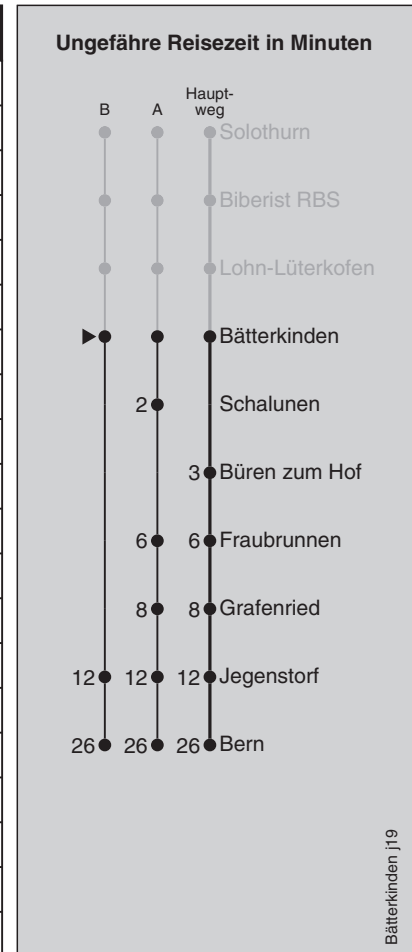 Ungefähre Reisezeit in Minuten
Haupt-
B A weg
Solothurn
Biberist RBS
Lohn-Lüterkofen
Bätterkinden
2 Schalunen
3 Büren zum Hof
6 6 Fraubrunnen
8 8 Grafenried
12 12 12 Jegenstorf
26 26 26 Bern
Bätterkinden j19